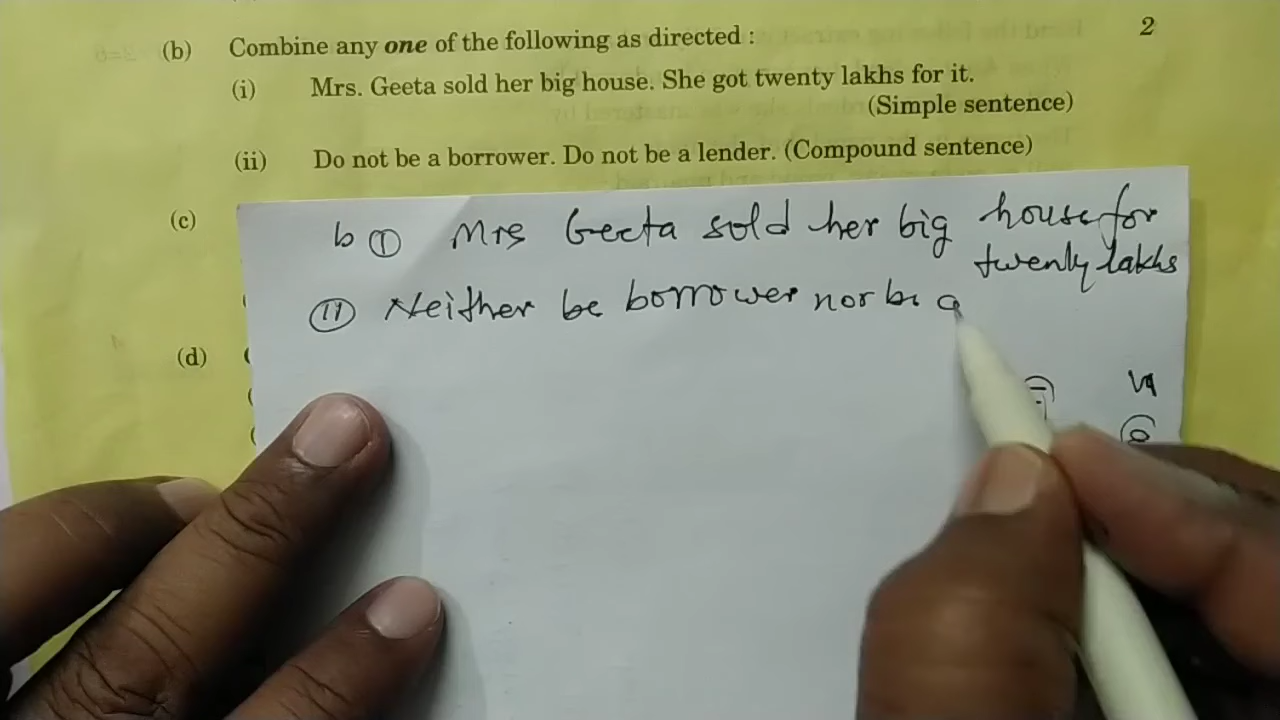 (b) Combine any one of the following as directed : 2
(i) Mrs. Geeta sold her big house. She got twenty lakhs for it.
(Simple sentence)
(ii) Do not be a borrower. Do not be a lender. (Compound sentence)
(c)
b (i) Mrs Geeta sold her big house for
twenty lakhs
(ii) Neither be borrower nor be a
(d)